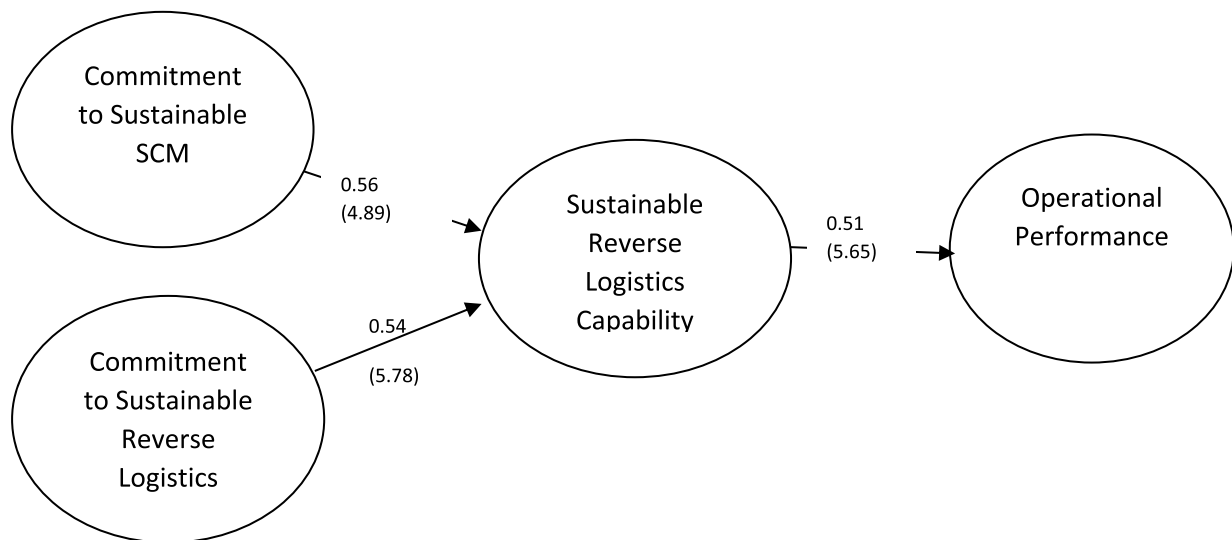 Commitment
to Sustainable
SCM
0.56
(4.89)
Commitment
to Sustainable
Reverse
Logistics
0.54
(5.78)
Sustainable
Reverse
Logistics
Capability
0.51
(5.65)
Operational
Performance